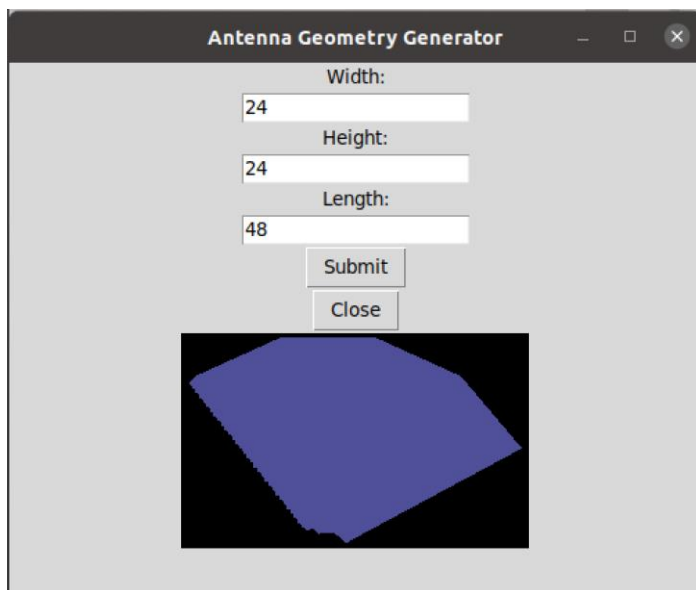 Antenna Geometry Generator
Width:
24
Height:
24
Length:
48
Submit
Close